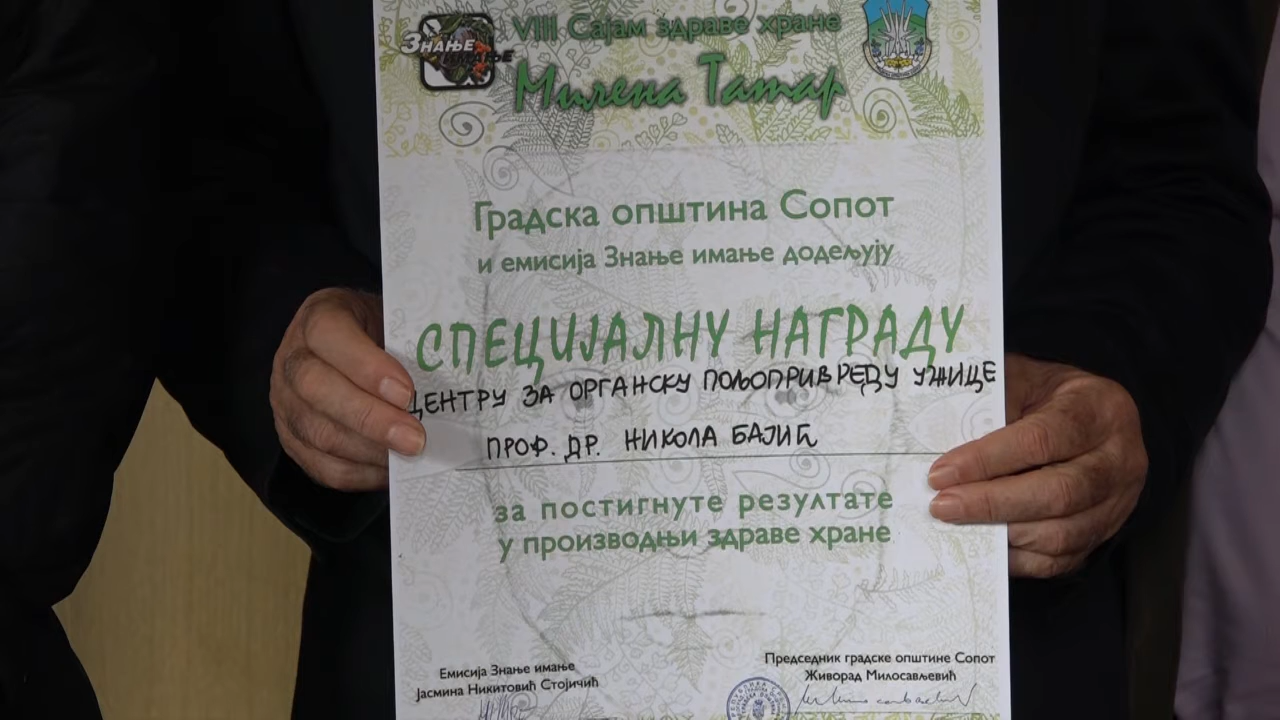 Знање
имање
VIII Сајам здраве хране
Милена Татар
Градска општина Сопот
и емисија Знање имање додељују
СПЕЦИЈАЛНУ НАГРАДУ
ЦЕНТРУ ЗА ОРГАНСКУ ПОЉОПРИВРЕДУ УЖИЦЕ
ПРОФ. ДР. НИКОЛА БАЈИЋ
за постигнуте резултате
у производњи здраве хране
Емисија Знање имање
Јасмина Никитовић Стојичић
Председник градске општине Сопот
Живорад Милосављевић